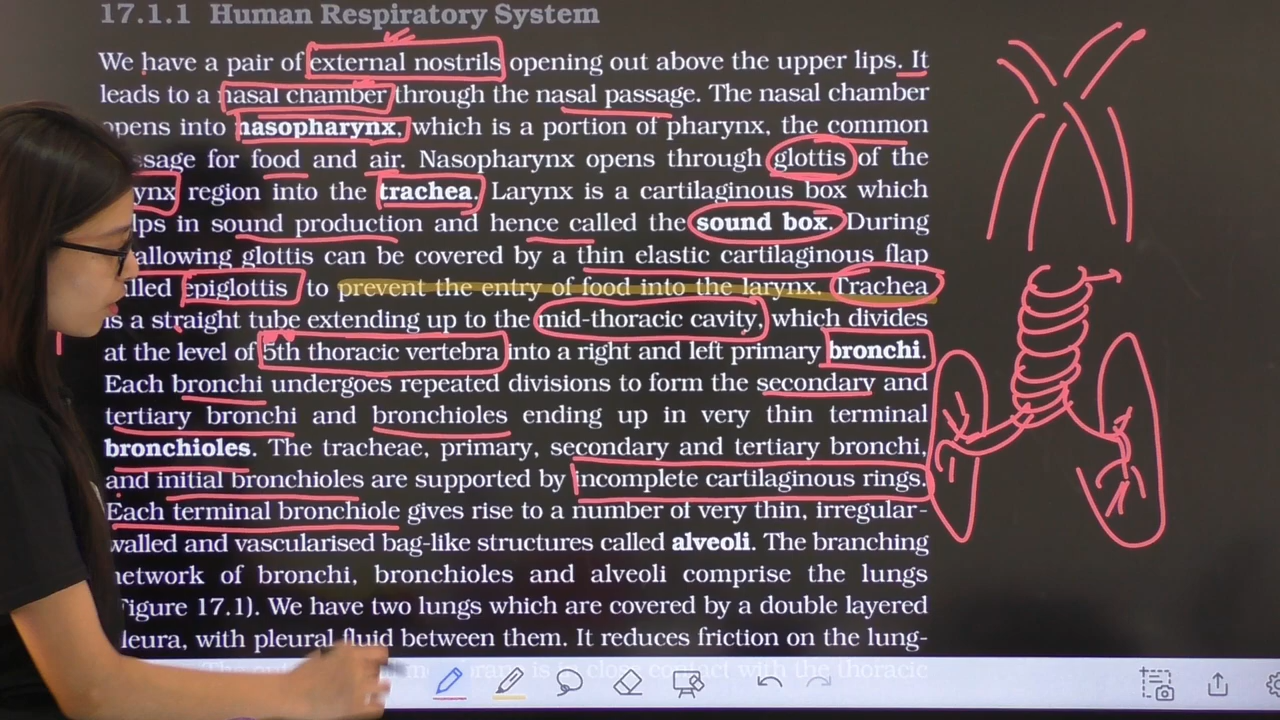 17.1.1 Human Respiratory System
We have a pair of external nostrils opening out above the upper lips. It
leads to a nasal chamber through the nasal passage. The nasal chamber
opens into nasopharynx, which is a portion of pharynx, the common
ssage for food and air. Nasopharynx opens through glottis of the
ynx region into the trachea. Larynx is a cartilaginous box which
lps in sound production and hence called the sound box. During
allowing glottis can be covered by a thin elastic cartilaginous flap
lled epiglottis to prevent the entry of food into the larynx. Trachea
is a straight tube extending up to the mid-thoracic cavity, which divides
at the level of 5th thoracic vertebra into a right and left primary bronchi.
Each bronchi undergoes repeated divisions to form the secondary and
tertiary bronchi and bronchioles ending up in very thin terminal
bronchioles. The tracheae, primary, secondary and tertiary bronchi,
and initial bronchioles are supported by incomplete cartilaginous rings.
Each terminal bronchiole gives rise to a number of very thin, irregular-
walled and vascularised bag-like structures called alveoli. The branching
network of bronchi, bronchioles and alveoli comprise the lungs
Figure 17.1). We have two lungs which are covered by a double layered
leura, with pleural fluid between them. It reduces friction on the lung-
The is in close contact with the thoracic